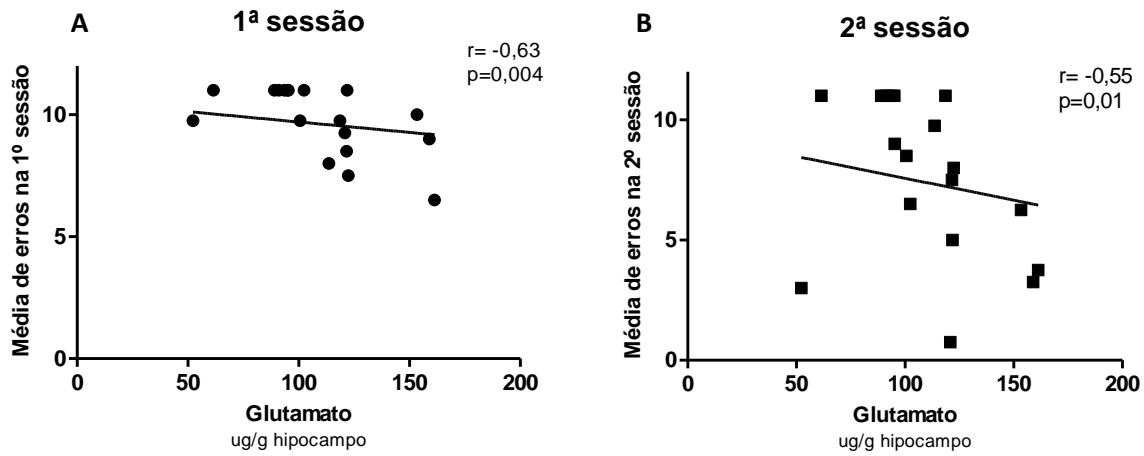 A
1ª sessão
r= -0,63
p=0,004
Média de erros na 1º sessão
10
5
0
0
50
100
150
200
Glutamato
ug/g hipocampo
B
2ª sessão
r= -0,55
p=0,01
Média de erros na 2º sessão
10
5
0
0
50
100
150
200
Glutamato
ug/g hipocampo